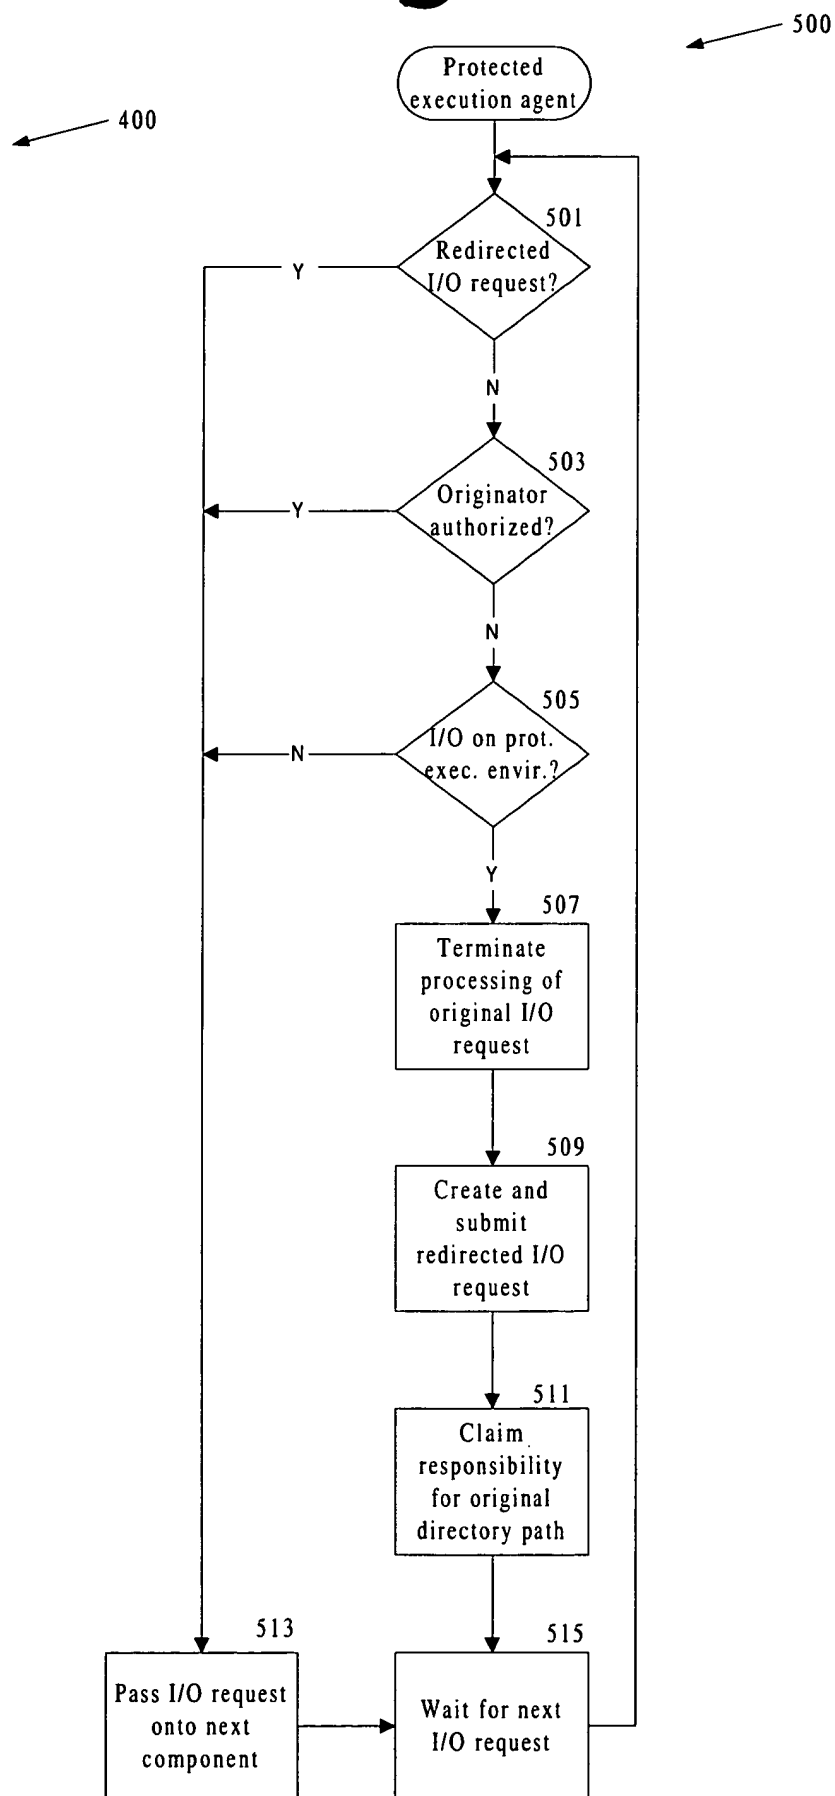 500
Protected
execution agent
400
501
Redirected
I/O request?
Y
N
503
Originator
authorized?
Y
N
505
I/O on prot.
exec. envir.?
N
Y
507
Terminate
processing of
original I/O
request
509
Create and
submit
redirected I/O
request
511
Claim
responsibility
for original
directory path
513
Pass I/O request
onto next
component
515
Wait for next
I/O request